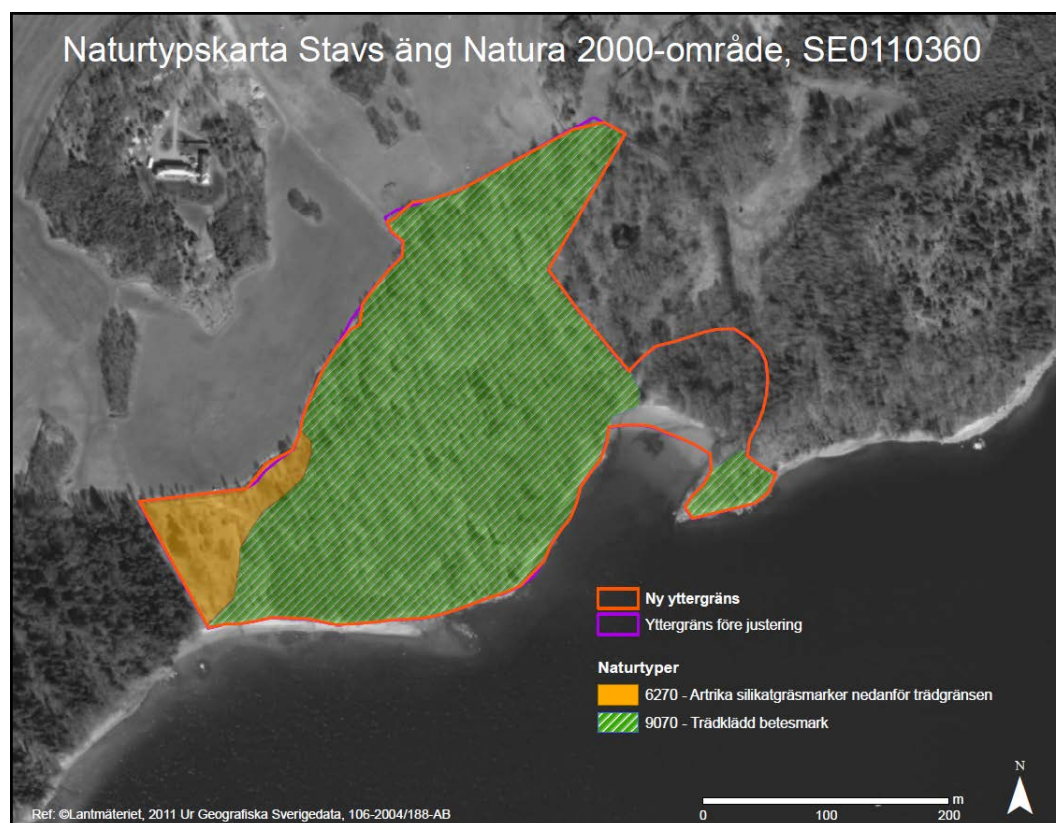 Naturtypskarta Stavs äng Natura 2000-område, SE0110360
Ny yttergräns
Yttergräns före justering
Naturtyper
6270 - Artrika silikatgräsmarker nedanför trädgränsen
9070 - Trädklädd betesmark
N
m
0 100 200
Ref: ©Lantmäteriet, 2011 Ur Geografiska Sverigedata, 106-2004/188-AB